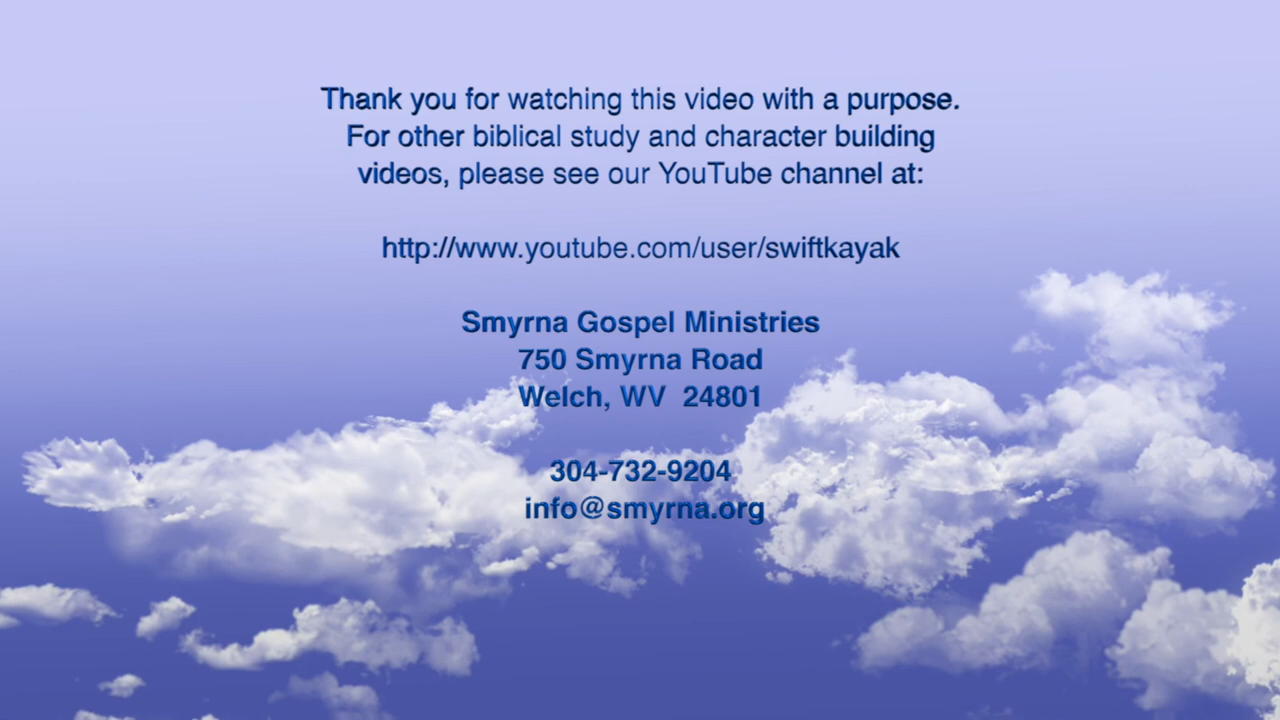 Thank you for watching this video with a purpose.
For other biblical study and character building
videos, please see our YouTube channel at:
http://www.youtube.com/user/swiftkayak
Smyrna Gospel Ministries
750 Smyrna Road
Welch, WV  24801
304-732-9204
info@smyrna.org